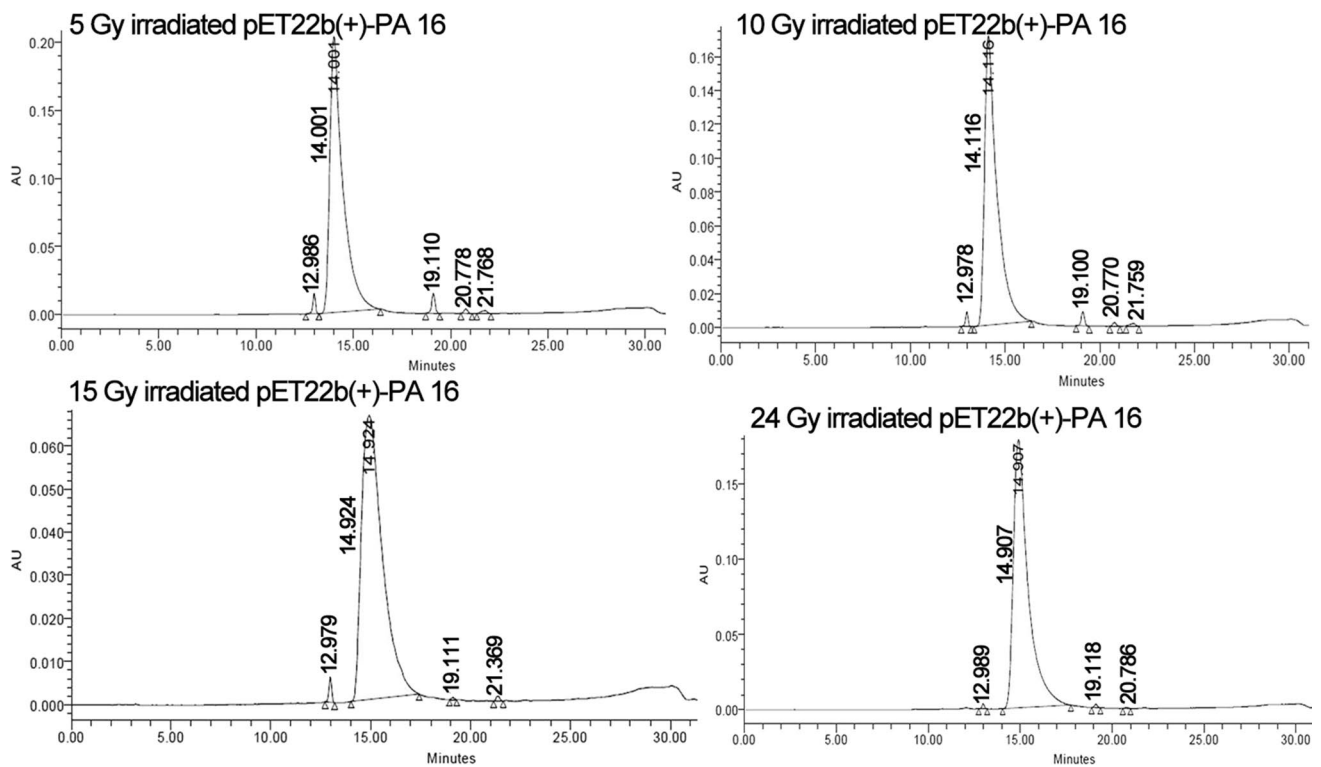 5 Gy irradiated pET22b(+)-PA 16
0.20
0.15
0.10
0.05
0.00
AU
14.001
14.001
12.986
19.110
20.778
21.768
0.00 5.00 10.00 15.00 20.00 25.00 30.00
Minutes
10 Gy irradiated pET22b(+)-PA 16
0.16
0.14
0.12
0.10
0.08
0.06
0.04
0.02
0.00
AU
14.116
14.116
12.978
19.100
20.770
21.759
0.00 5.00 10.00 15.00 20.00 25.00 30.00
Minutes
15 Gy irradiated pET22b(+)-PA 16
0.060
0.050
0.040
0.030
0.020
0.010
0.000
AU
14.924
14.924
12.979
19.111
21.369
0.00 5.00 10.00 15.00 20.00 25.00 30.00
Minutes
24 Gy irradiated pET22b(+)-PA 16
0.15
0.10
0.05
0.00
AU
14.907
14.907
12.989
19.118
20.786
0.00 5.00 10.00 15.00 20.00 25.00 30.00
Minutes